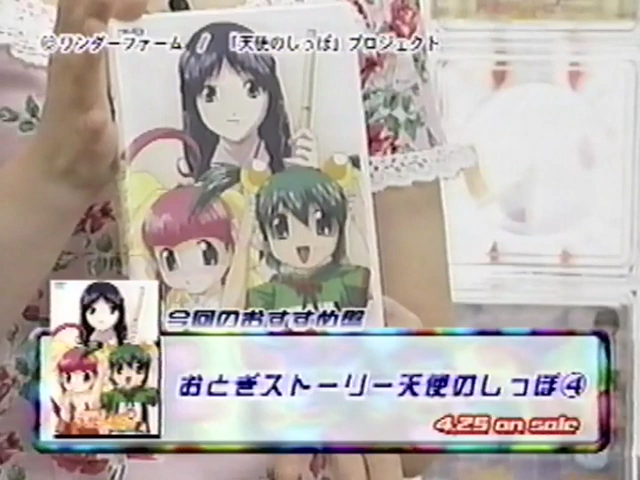 ©ワンダーファーム / 「天使のしっぽ」プロジェクト
今回のおすすめ盤
おとぎストーリー天使のしっぽ④
4.25 on sale